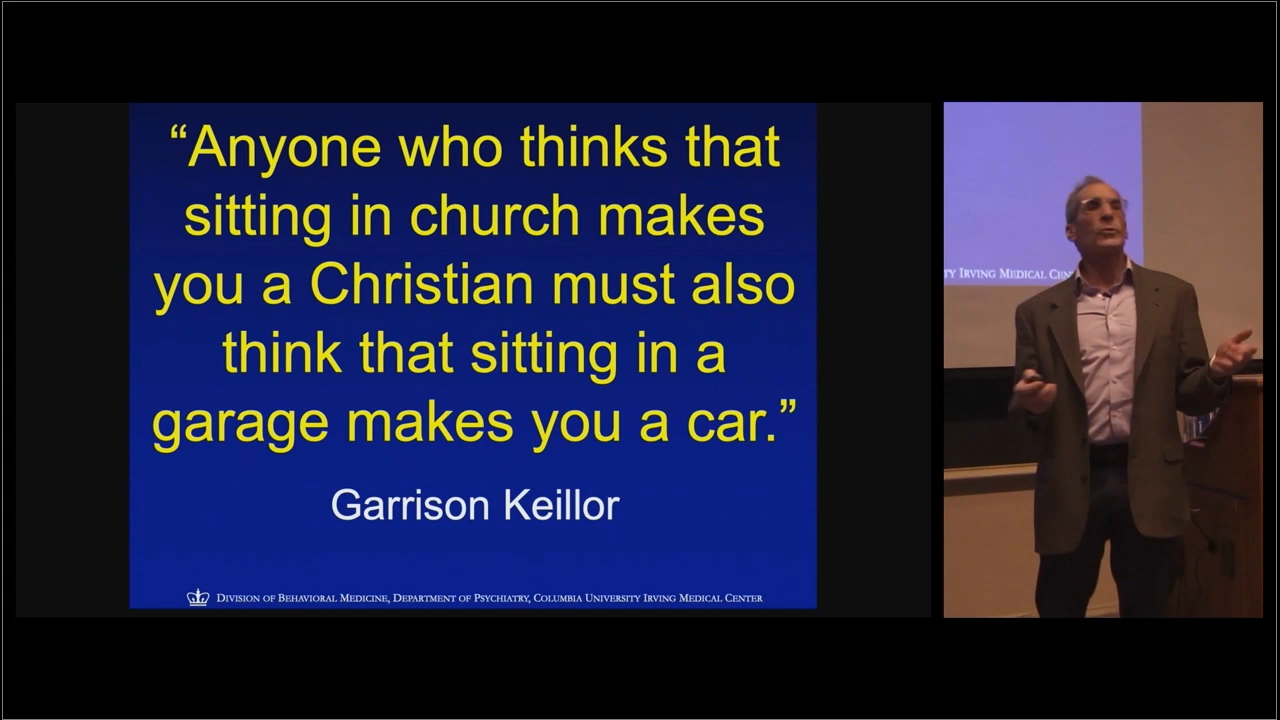 “Anyone who thinks that
sitting in church makes
you a Christian must also
think that sitting in a
garage makes you a car.”
Garrison Keillor
DIVISION OF BEHAVIORAL MEDICINE, DEPARTMENT OF PSYCHIATRY, COLUMBIA UNIVERSITY IRVING MEDICAL CENTER
TY IRVING MEDICAL CEN